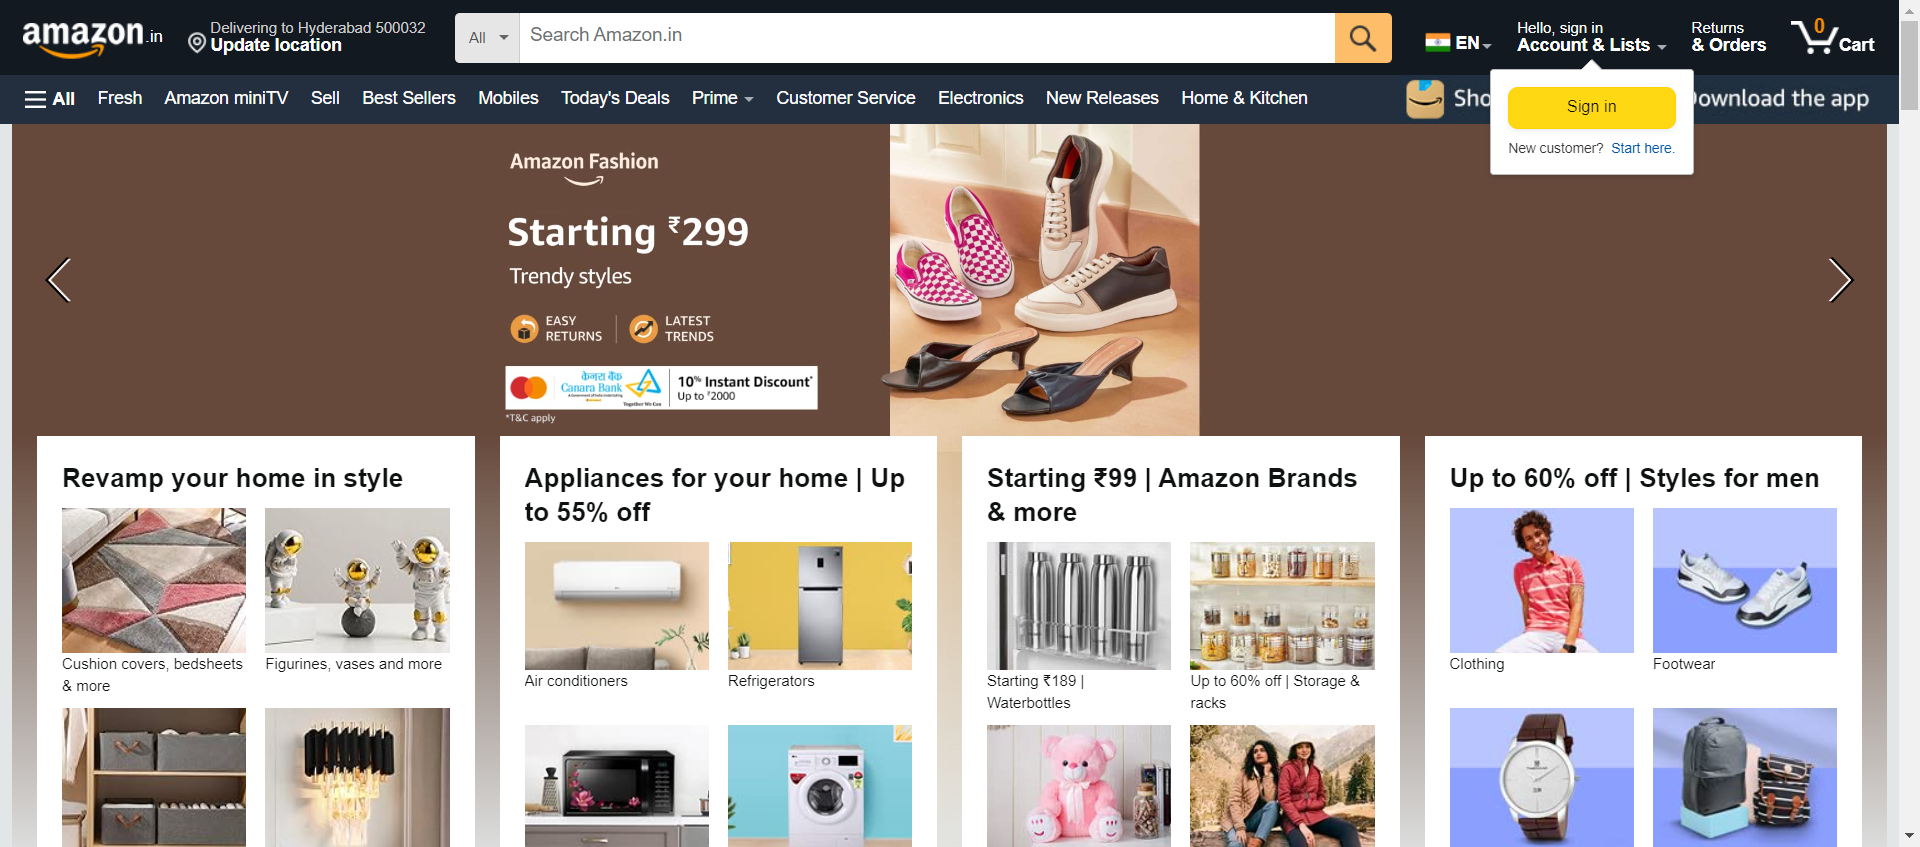 amazon.in
Delivering to Hyderabad 500032
Update location
All
Search Amazon.in
EN
Hello, sign in
Account & Lists
Returns
& Orders
0
Cart
All
Fresh
Amazon miniTV
Sell
Best Sellers
Mobiles
Today's Deals
Prime
Customer Service
Electronics
New Releases
Home & Kitchen
Sho
ownload the app
Sign in
New customer? Start here.
Amazon Fashion
Starting ₹299
Trendy styles
EASY
RETURNS
LATEST
TRENDS
केनरा बैंक
Canara Bank
Together We Can
10% Instant Discount*
Up to ₹2000
*T&C apply
Revamp your home in style
Cushion covers, bedsheets
& more
Figurines, vases and more
Appliances for your home | Up
to 55% off
Air conditioners
Refrigerators
Starting ₹99 | Amazon Brands
& more
Starting ₹189 |
Waterbottles
Up to 60% off | Storage &
racks
Up to 60% off | Styles for men
Clothing
Footwear